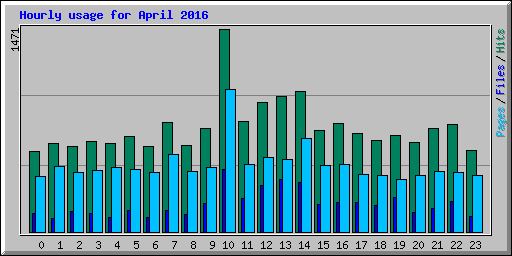 Hourly usage for April 2016
1471
Pages / Files / Hits
0 1 2 3 4 5 6 7 8 9 10 11 12 13 14 15 16 17 18 19 20 21 22 23